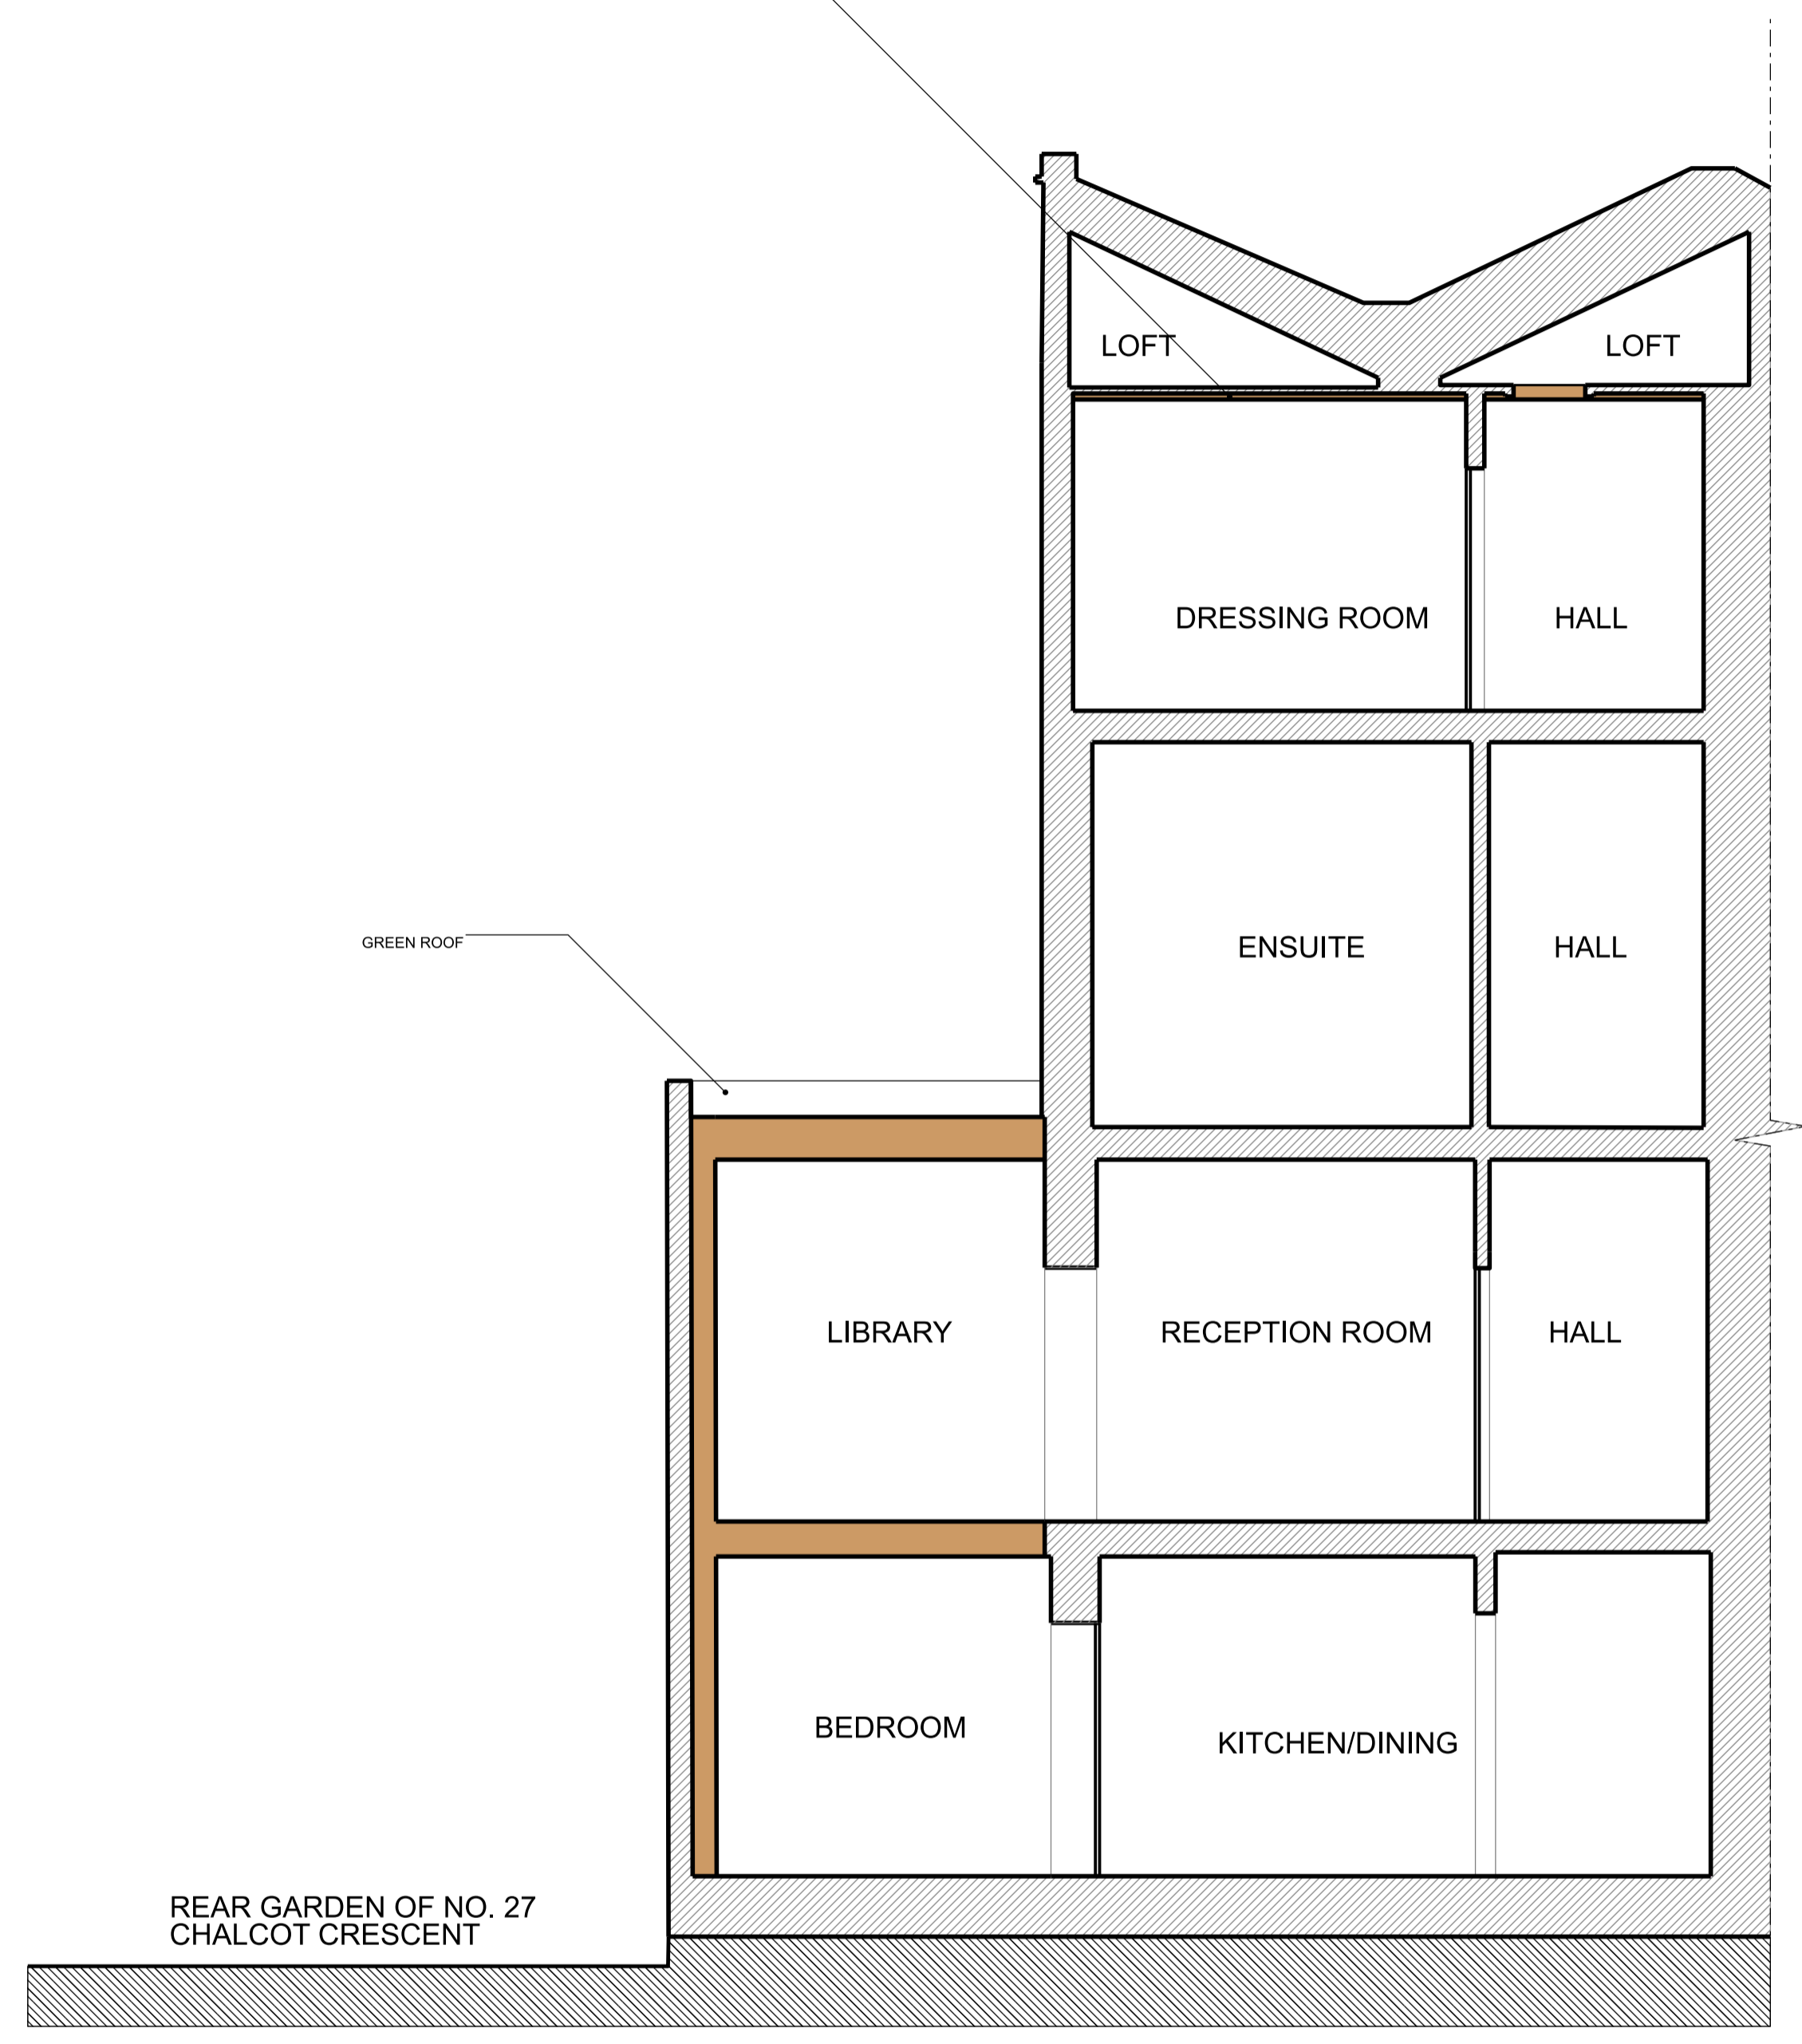 LOFT
LOFT
DRESSING ROOM
HALL
ENSUITE
HALL
GREEN ROOF
LIBRARY
RECEPTION ROOM
HALL
BEDROOM
KITCHEN/DINING
REAR GARDEN OF NO. 27
CHALCOT CRESCENT